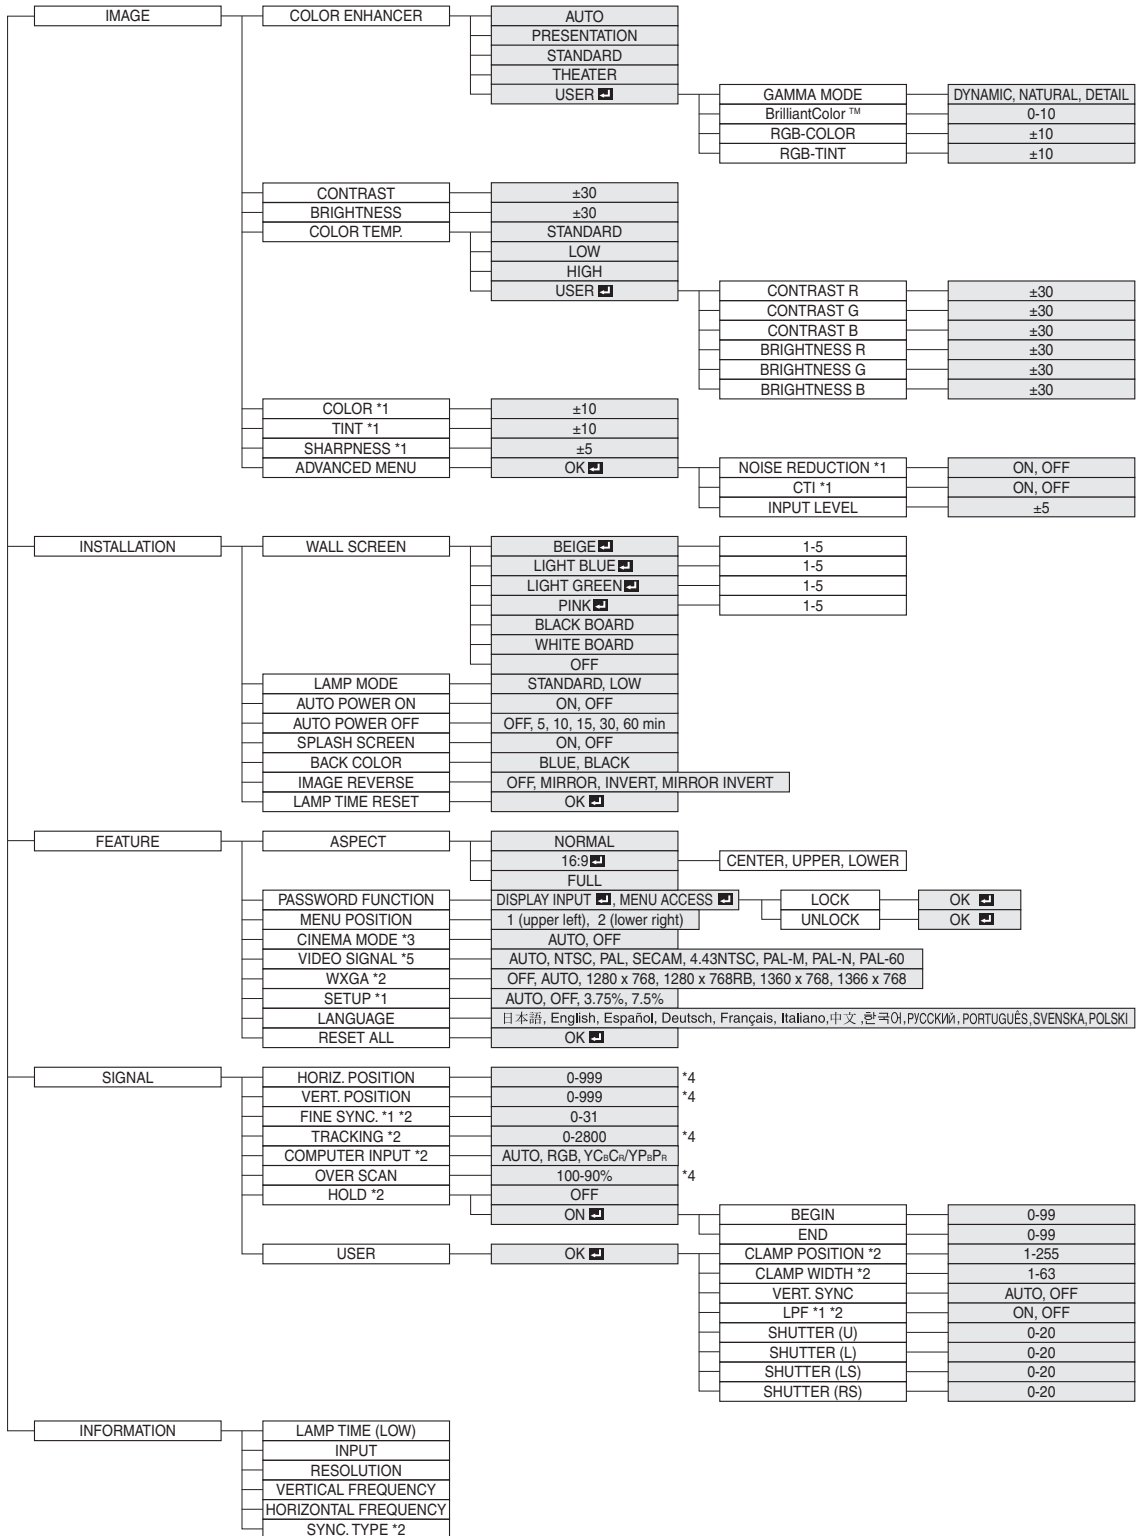 IMAGE COLOR ENHANCER AUTO
PRESENTATION
STANDARD
THEATER
USER
GAMMA MODE DYNAMIC, NATURAL, DETAIL
BrilliantColor ™ 0-10
RGB-COLOR ±10
RGB-TINT ±10
CONTRAST ±30
BRIGHTNESS ±30
COLOR TEMP. STANDARD
LOW
HIGH
USER
CONTRAST R ±30
CONTRAST G ±30
CONTRAST B ±30
BRIGHTNESS R ±30
BRIGHTNESS G ±30
BRIGHTNESS B ±30
COLOR *1 ±10
TINT *1 ±10
SHARPNESS *1 ±5
ADVANCED MENU OK
NOISE REDUCTION *1 ON, OFF
CTI *1 ON, OFF
INPUT LEVEL ±5
INSTALLATION WALL SCREEN BEIGE 1-5
LIGHT BLUE 1-5
LIGHT GREEN 1-5
PINK 1-5
BLACK BOARD
WHITE BOARD
OFF
LAMP MODE STANDARD, LOW
AUTO POWER ON ON, OFF
AUTO POWER OFF OFF, 5, 10, 15, 30, 60 min
SPLASH SCREEN ON, OFF
BACK COLOR BLUE, BLACK
IMAGE REVERSE OFF, MIRROR, INVERT, MIRROR INVERT
LAMP TIME RESET OK
FEATURE ASPECT NORMAL
16:9 CENTER, UPPER, LOWER
FULL
PASSWORD FUNCTION DISPLAY INPUT , MENU ACCESS LOCK OK
MENU POSITION 1 (upper left), 2 (lower right) UNLOCK OK
CINEMA MODE *3 AUTO, OFF
VIDEO SIGNAL *5 AUTO, NTSC, PAL, SECAM, 4.43NTSC, PAL-M, PAL-N, PAL-60
WXGA *2 OFF, AUTO, 1280 x 768, 1280 x 768RB, 1360 x 768, 1366 x 768
SETUP *1 AUTO, OFF, 3.75%, 7.5%
LANGUAGE 日本語, English, Español, Deutsch, Français, Italiano,中文 ,한국어,РУССКИЙ, PORTUGUÊS,SVENSKA,POLSKI
RESET ALL OK
SIGNAL HORIZ. POSITION 0-999 *4
VERT. POSITION 0-999 *4
FINE SYNC. *1 *2 0-31
TRACKING *2 0-2800 *4
COMPUTER INPUT *2 AUTO, RGB, YCBCR/YPBPR
OVER SCAN 100-90% *4
HOLD *2 OFF
ON BEGIN 0-99
END 0-99
USER OK CLAMP POSITION *2 1-255
CLAMP WIDTH *2 1-63
VERT. SYNC AUTO, OFF
LPF *1 *2 ON, OFF
SHUTTER (U) 0-20
SHUTTER (L) 0-20
SHUTTER (LS) 0-20
SHUTTER (RS) 0-20
INFORMATION LAMP TIME (LOW)
INPUT
RESOLUTION
VERTICAL FREQUENCY
HORIZONTAL FREQUENCY
SYNC. TYPE *2